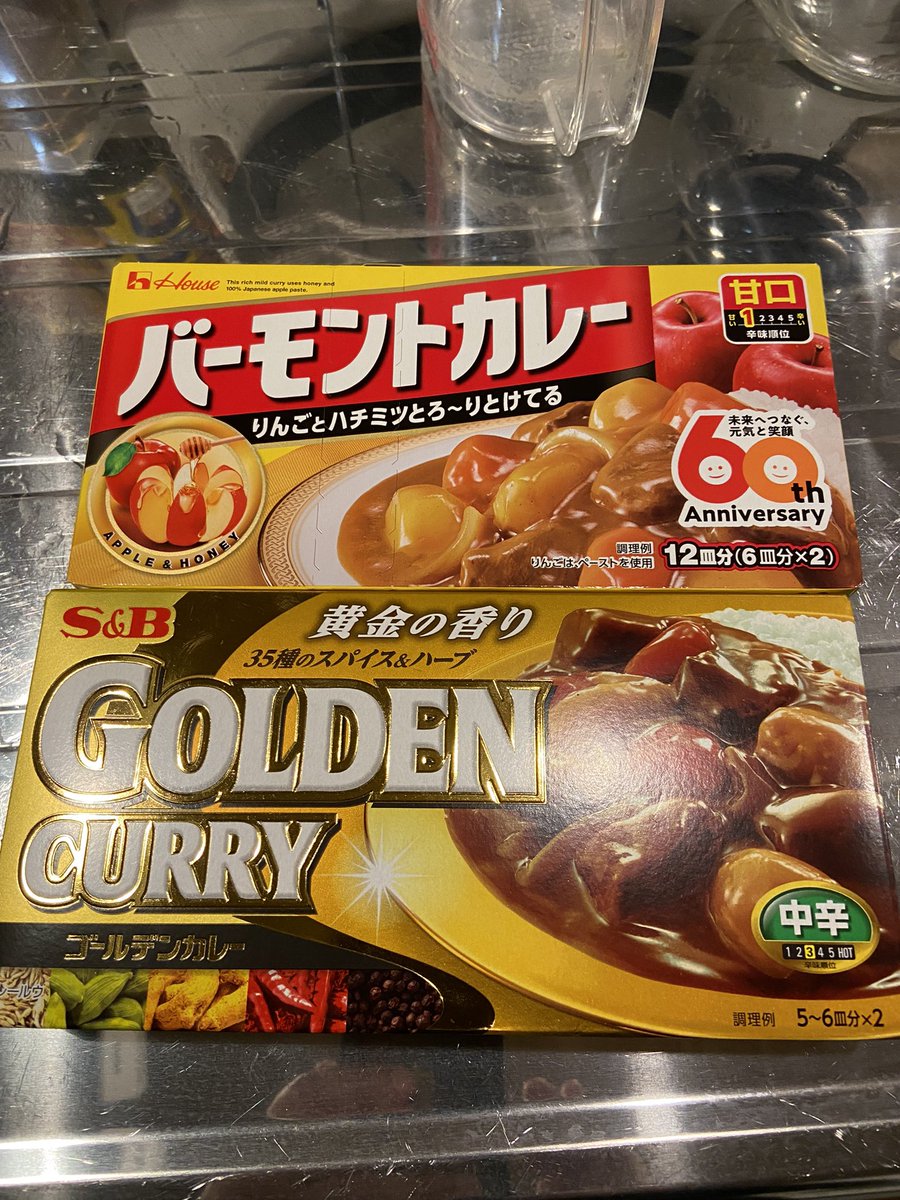 House
This rich mild curry uses honey and
100% Japanese apple paste.
バーモントカレー
りんごとハチミツとろ〜りとけてる
甘口
甘い 1 2 3 4 5 辛い
辛味順位
APPLE & HONEY
未来へつなぐ、
元気と笑顔
60th
Anniversary
調理例
りんごは、ペーストを使用
12皿分(6皿分×2)
S&B
黄金の香り
35種のスパイス&ハーブ
GOLDEN
CURRY
ゴールデンカレー
中辛
1 2 3 4 5 HOT
辛味順位
調理例 5〜6皿分×2